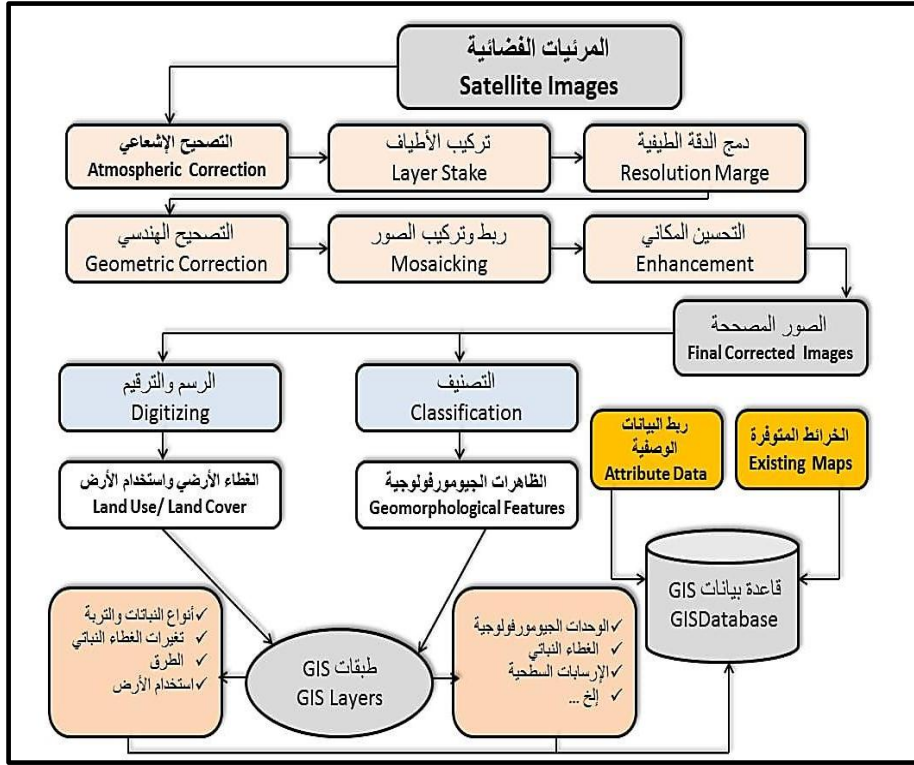 المرئيات الفضائية
Satellite Images
التصحيح الإشعاعي
Atmospheric Correction
تركيب الأطياف
Layer Stake
دمج الدقة الطيفية
Resolution Marge
التصحيح الهندسي
Geometric Correction
ربط وتركيب الصور
Mosaicking
التحسين المكاني
Enhancement
الصور المصححة
Final Corrected Images
الرسم والترقيم
Digitizing
التصنيف
Classification
ربط البيانات
الوصفية
Attribute Data
الخرائط المتوفرة
Existing Maps
الغطاء الأرضي واستخدام الأرض
Land Use/ Land Cover
الظاهرات الجيومورفولوجية
Geomorphological Features
قاعدة بيانات GIS
GISDatabase
✓أنواع النباتات والتربة
✓تغيرات الغطاء النباتي
✓الطرق
✓استخدام الأرض
طبقات GIS
GIS Layers
✓الوحدات الجيومورفولوجية
✓ الغطاء النباتي
✓الإرسابات السطحية
✓ إلخ ...